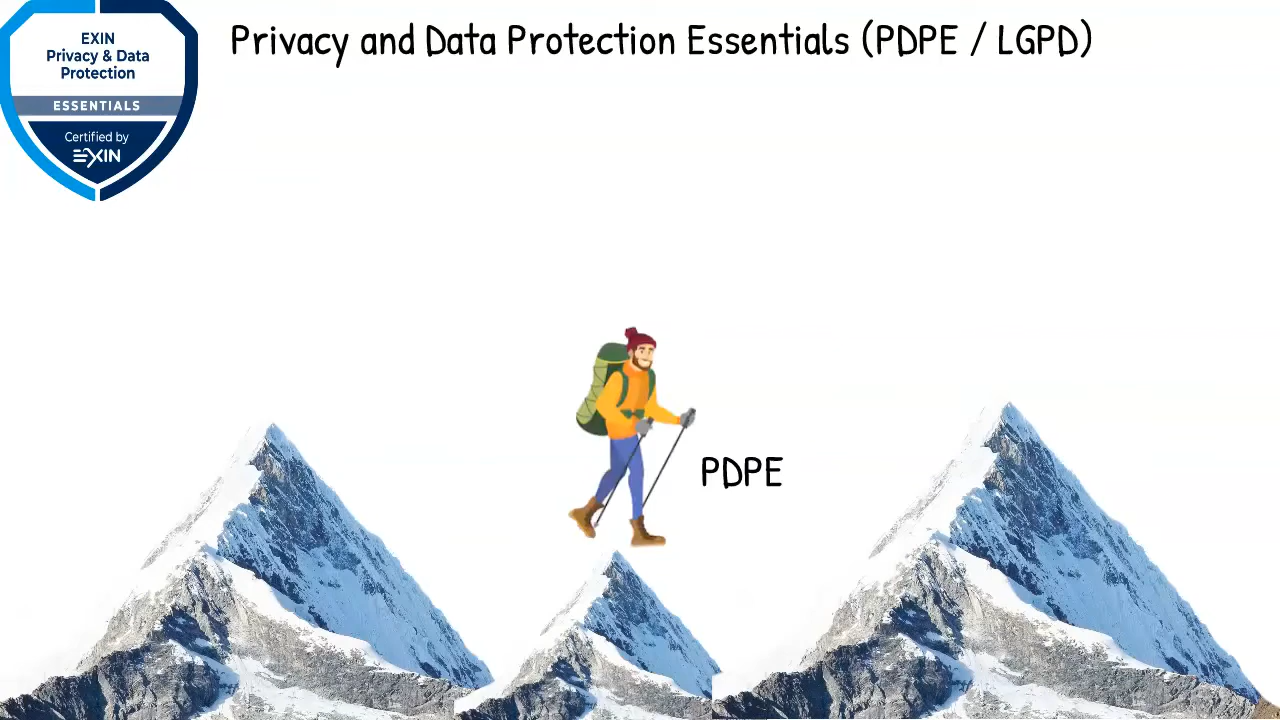 EXIN
Privacy & Data
Protection
ESSENTIALS
Certified by
EXIN
Privacy and Data Protection Essentials (PDPE / LGPD)
PDPE